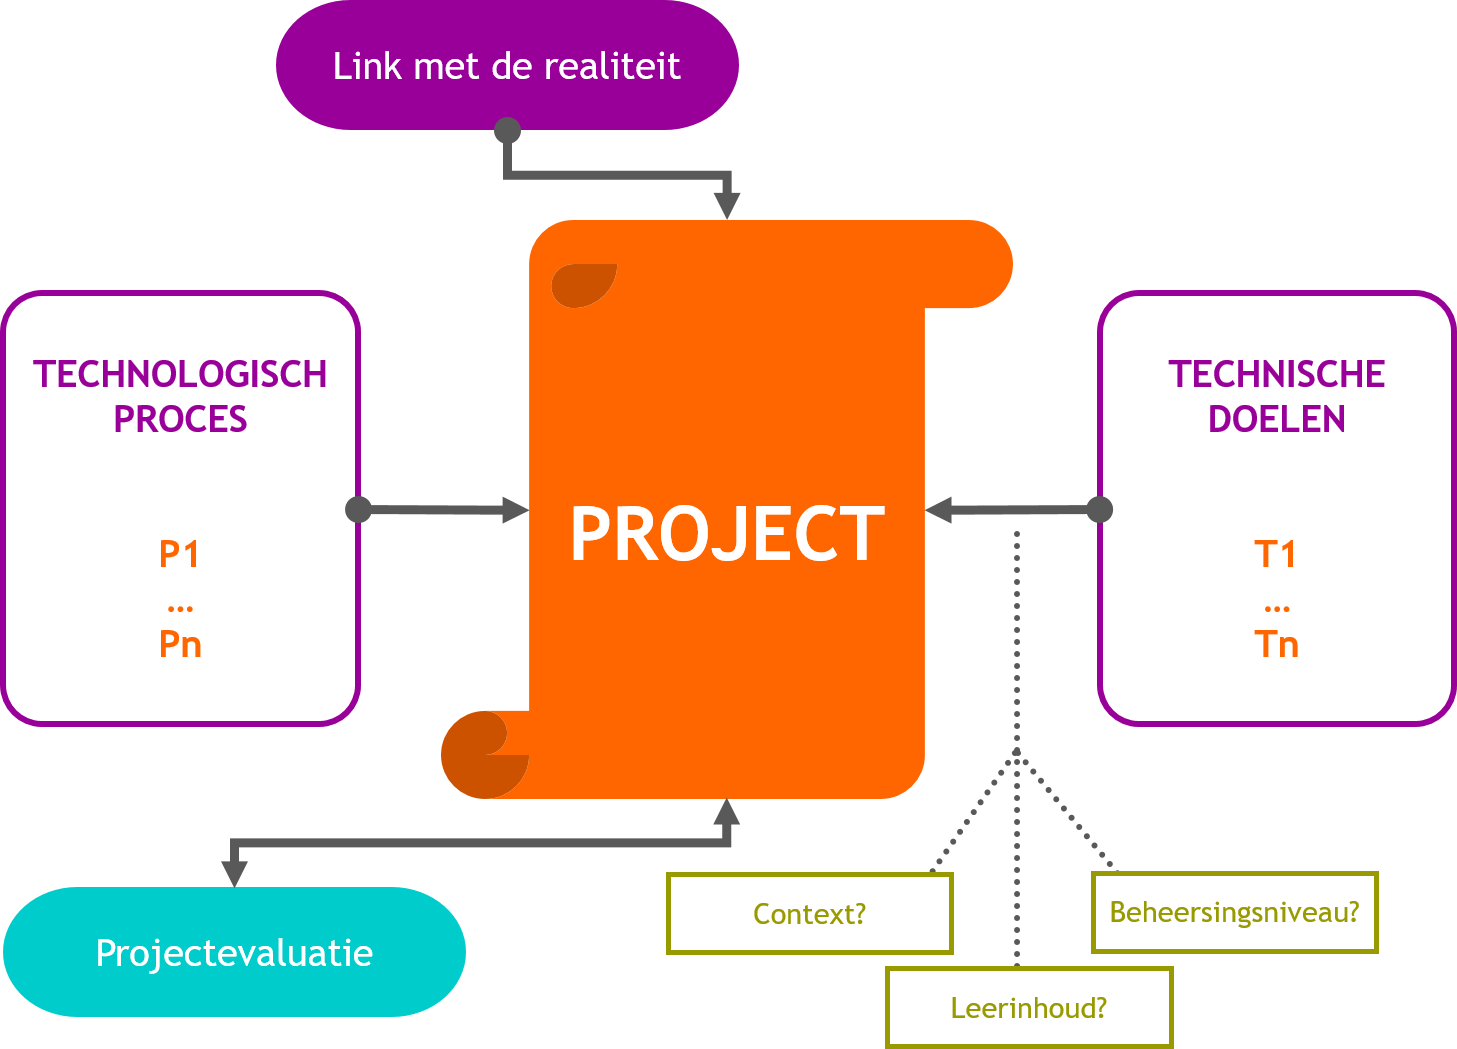 Link met de realiteit
TECHNOLOGISCH
PROCES
P1
...
Pn
PROJECT
TECHNISCHE
DOELEN
T1
...
Tn
Projectevaluatie
Context?
Beheersingsniveau?
Leerinhoud?